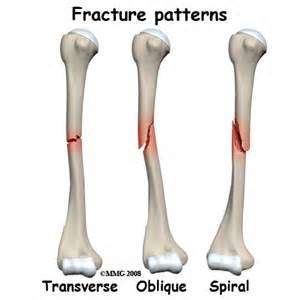 Fracture patterns
©MMG 2008
Transverse Oblique Spiral